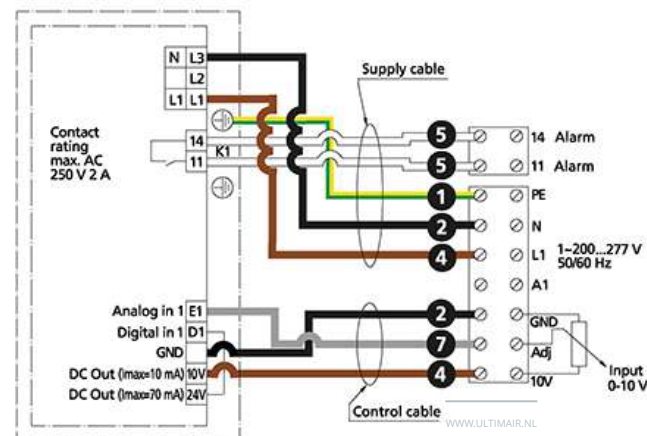 N L3
L2
L1 L1
Supply cable
Contact
rating
max. AC
250 V 2 A
14
K1
11
5 14 Alarm
5 11 Alarm
1 PE
2 N
4 L1 1~200...277 V
50/60 Hz
A1
Analog in 1 E1
Digital in 1 D1
GND
DC Out (Imax=10 mA) 10V
DC Out (Imax=70 mA) 24V
2 GND
7 Adj
4 10V
Input
0-10 V
Control cable
WWW.ULTIMAIR.NL